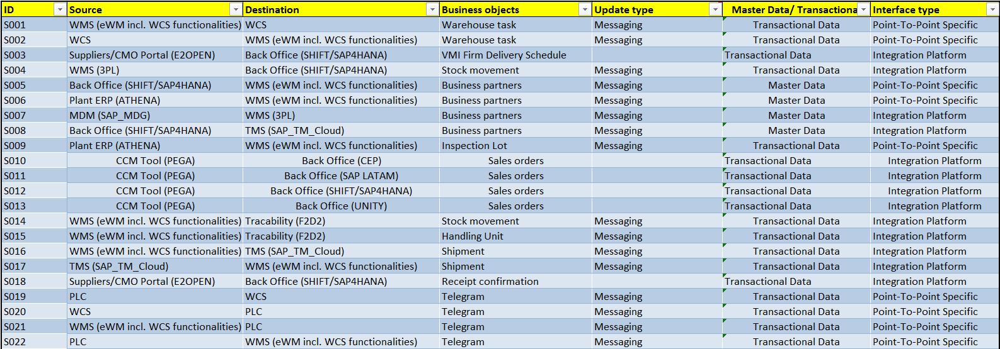 ID Source Destination Business objects Update type Master Data/ Transactiona Interface type
S001 WMS (eWM incl. WCS functionalities) WCS Warehouse task Messaging Transactional Data Point-To-Point Specific
S002 WCS WMS (eWM incl. WCS functionalities) Warehouse task Messaging Transactional Data Point-To-Point Specific
S003 Suppliers/CMO Portal (E2OPEN) Back Office (SHIFT/SAP4HANA) VMI Firm Delivery Schedule Transactional Data Integration Platform
S004 WMS (3PL) Back Office (SHIFT/SAP4HANA) Stock movement Messaging Transactional Data Integration Platform
S005 Back Office (SHIFT/SAP4HANA) WMS (eWM incl. WCS functionalities) Business partners Messaging Master Data Point-To-Point Specific
S006 Plant ERP (ATHENA) WMS (eWM incl. WCS functionalities) Business partners Messaging Master Data Point-To-Point Specific
S007 MDM (SAP_MDG) WMS (3PL) Business partners Messaging Master Data Integration Platform
S008 Back Office (SHIFT/SAP4HANA) TMS (SAP_TM_Cloud) Business partners Messaging Master Data Integration Platform
S009 Plant ERP (ATHENA) WMS (eWM incl. WCS functionalities) Inspection Lot Messaging Transactional Data Point-To-Point Specific
S010 CCM Tool (PEGA) Back Office (CEP) Sales orders Transactional Data Integration Platform
S011 CCM Tool (PEGA) Back Office (SAP LATAM) Sales orders Transactional Data Integration Platform
S012 CCM Tool (PEGA) Back Office (SHIFT/SAP4HANA) Sales orders Transactional Data Integration Platform
S013 CCM Tool (PEGA) Back Office (UNITY) Sales orders Transactional Data Integration Platform
S014 WMS (eWM incl. WCS functionalities) Tracability (F2D2) Stock movement Messaging Transactional Data Integration Platform
S015 WMS (eWM incl. WCS functionalities) Tracability (F2D2) Handling Unit Messaging Transactional Data Integration Platform
S016 WMS (eWM incl. WCS functionalities) TMS (SAP_TM_Cloud) Shipment Messaging Transactional Data Integration Platform
S017 TMS (SAP_TM_Cloud) WMS (eWM incl. WCS functionalities) Shipment Messaging Transactional Data Integration Platform
S018 Suppliers/CMO Portal (E2OPEN) Back Office (SHIFT/SAP4HANA) Receipt confirmation Transactional Data Integration Platform
S019 PLC WCS Telegram Messaging Transactional Data Point-To-Point Specific
S020 WCS PLC Telegram Messaging Transactional Data Point-To-Point Specific
S021 WMS (eWM incl. WCS functionalities) PLC Telegram Messaging Transactional Data Point-To-Point Specific
S022 PLC WMS (eWM incl. WCS functionalities) Telegram Messaging Transactional Data Point-To-Point Specific